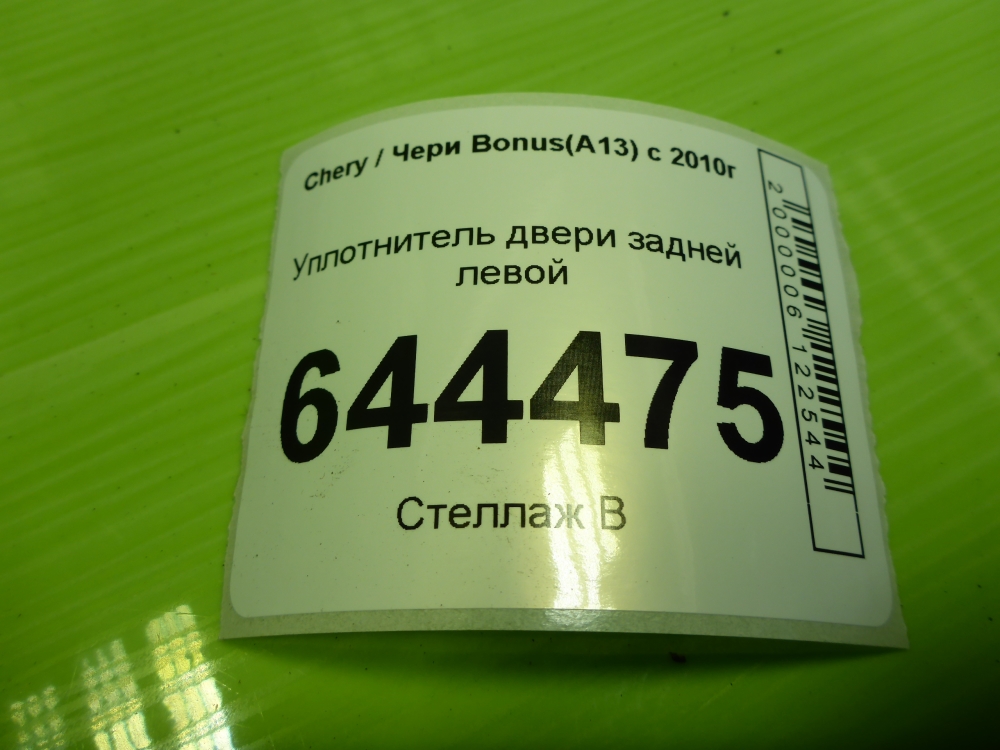 Chery / Чери Bonus(A13) с 2010г
Уплотнитель двери задней
левой
644475
Стеллаж В
2000006122544